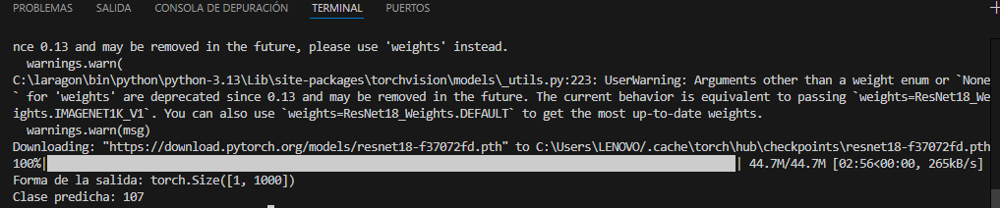 PROBLEMAS SALIDA CONSOLA DE DEPURACIÓN TERMINAL PUERTOS
nce 0.13 and may be removed in the future, please use 'weights' instead.
warnings.warn(
C:\laragon\bin\python\python-3.13\Lib\site-packages\torchvision\models\_utils.py:223: UserWarning: Arguments other than a weight enum or `None
` for 'weights' are deprecated since 0.13 and may be removed in the future. The current behavior is equivalent to passing `weights=ResNet18_We
ights.IMAGENET1K_V1`. You can also use `weights=ResNet18_Weights.DEFAULT` to get the most up-to-date weights.
warnings.warn(msg)
Downloading: "https://download.pytorch.org/models/resnet18-f37072fd.pth" to C:\Users\LENOVO/.cache\torch\hub\checkpoints\resnet18-f37072fd.pth
100%| | 44.7M/44.7M [02:56<00:00, 265kB/s]
Forma de la salida: torch.Size([1, 1000])
Clase predicha: 107